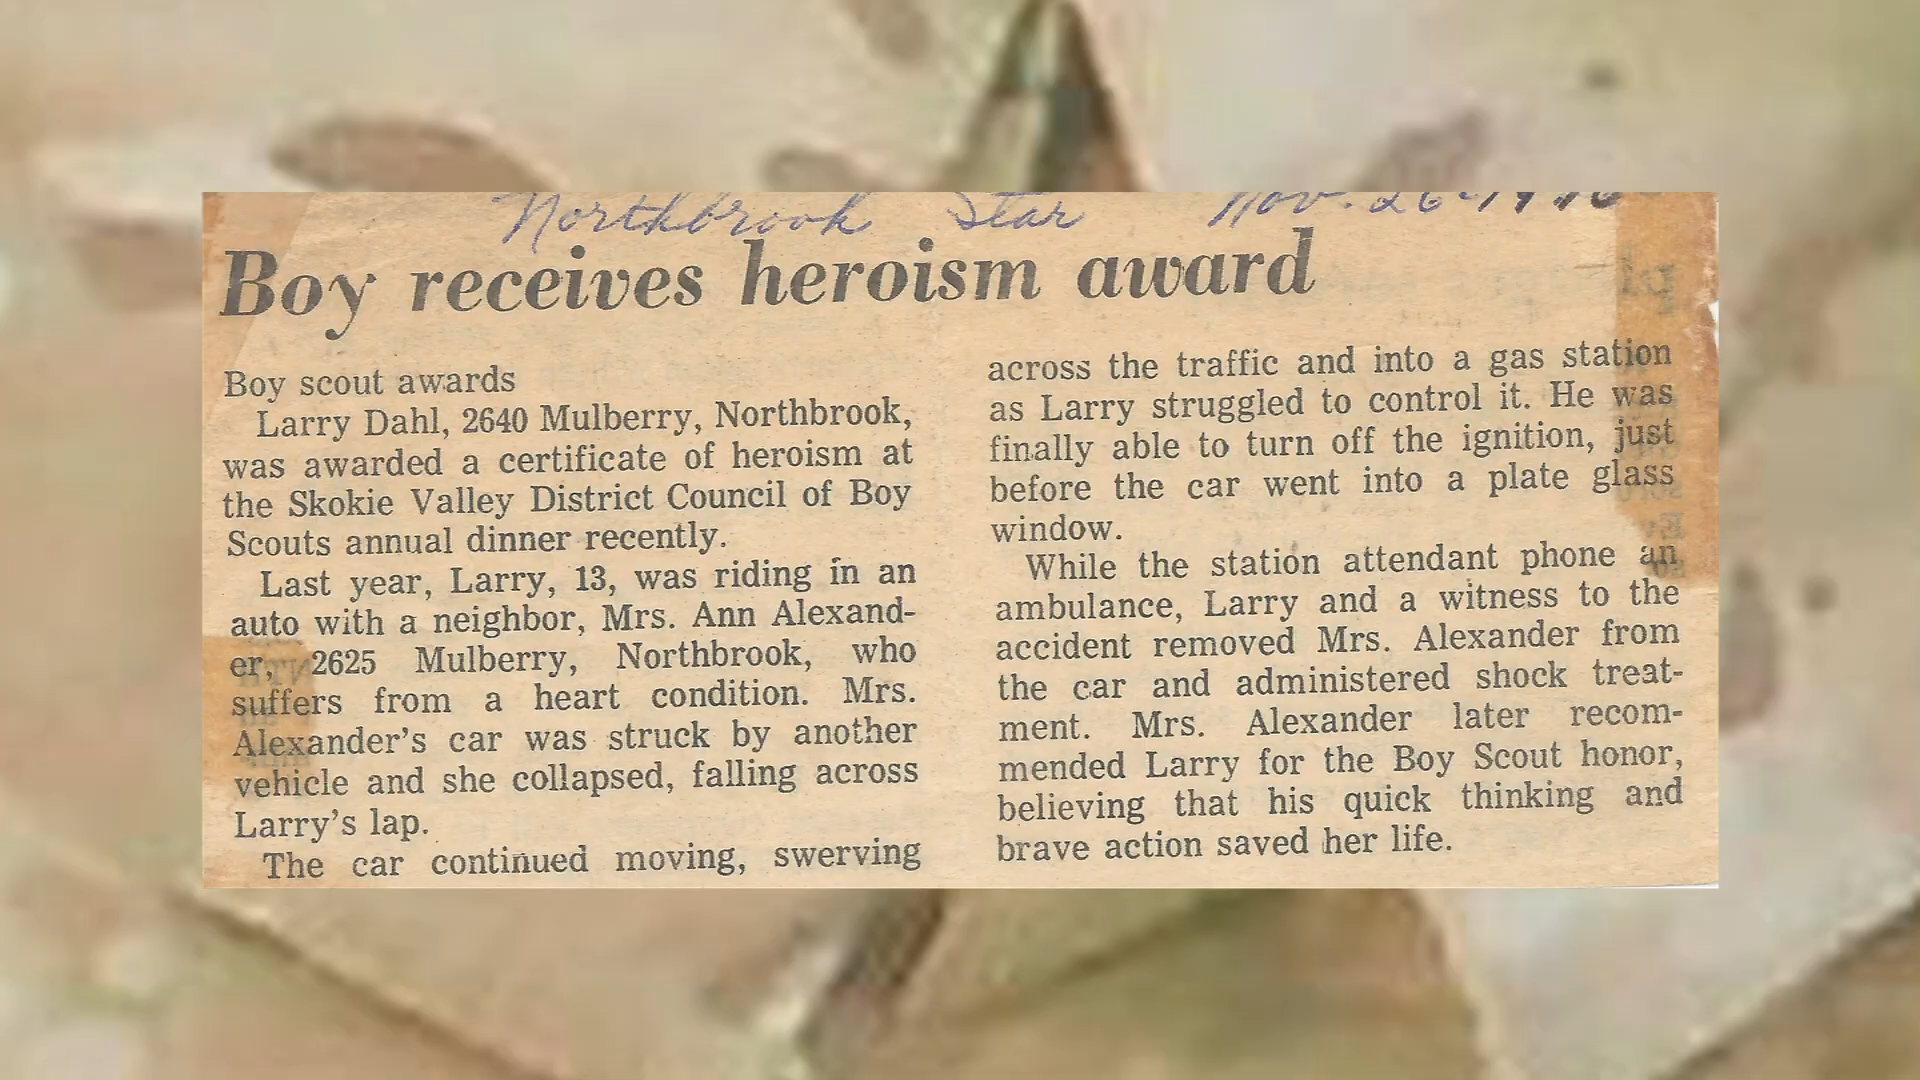 Northbrook Star Nov. 26-1970
Boy receives heroism award
Boy scout awards
Larry Dahl, 2640 Mulberry, Northbrook,
was awarded a certificate of heroism at
the Skokie Valley District Council of Boy
Scouts annual dinner recently.
Last year, Larry, 13, was riding in an
auto with a neighbor, Mrs. Ann Alexand-
er, 2625 Mulberry, Northbrook, who
suffers from a heart condition. Mrs.
Alexander's car was struck by another
vehicle and she collapsed, falling across
Larry's lap.
The car continued moving, swerving
across the traffic and into a gas station
as Larry struggled to control it. He was
finally able to turn off the ignition, just
before the car went into a plate glass
window.
While the station attendant phone an
ambulance, Larry and a witness to the
accident removed Mrs. Alexander from
the car and administered shock treat-
ment. Mrs. Alexander later recom-
mended Larry for the Boy Scout honor,
believing that his quick thinking and
brave action saved her life.